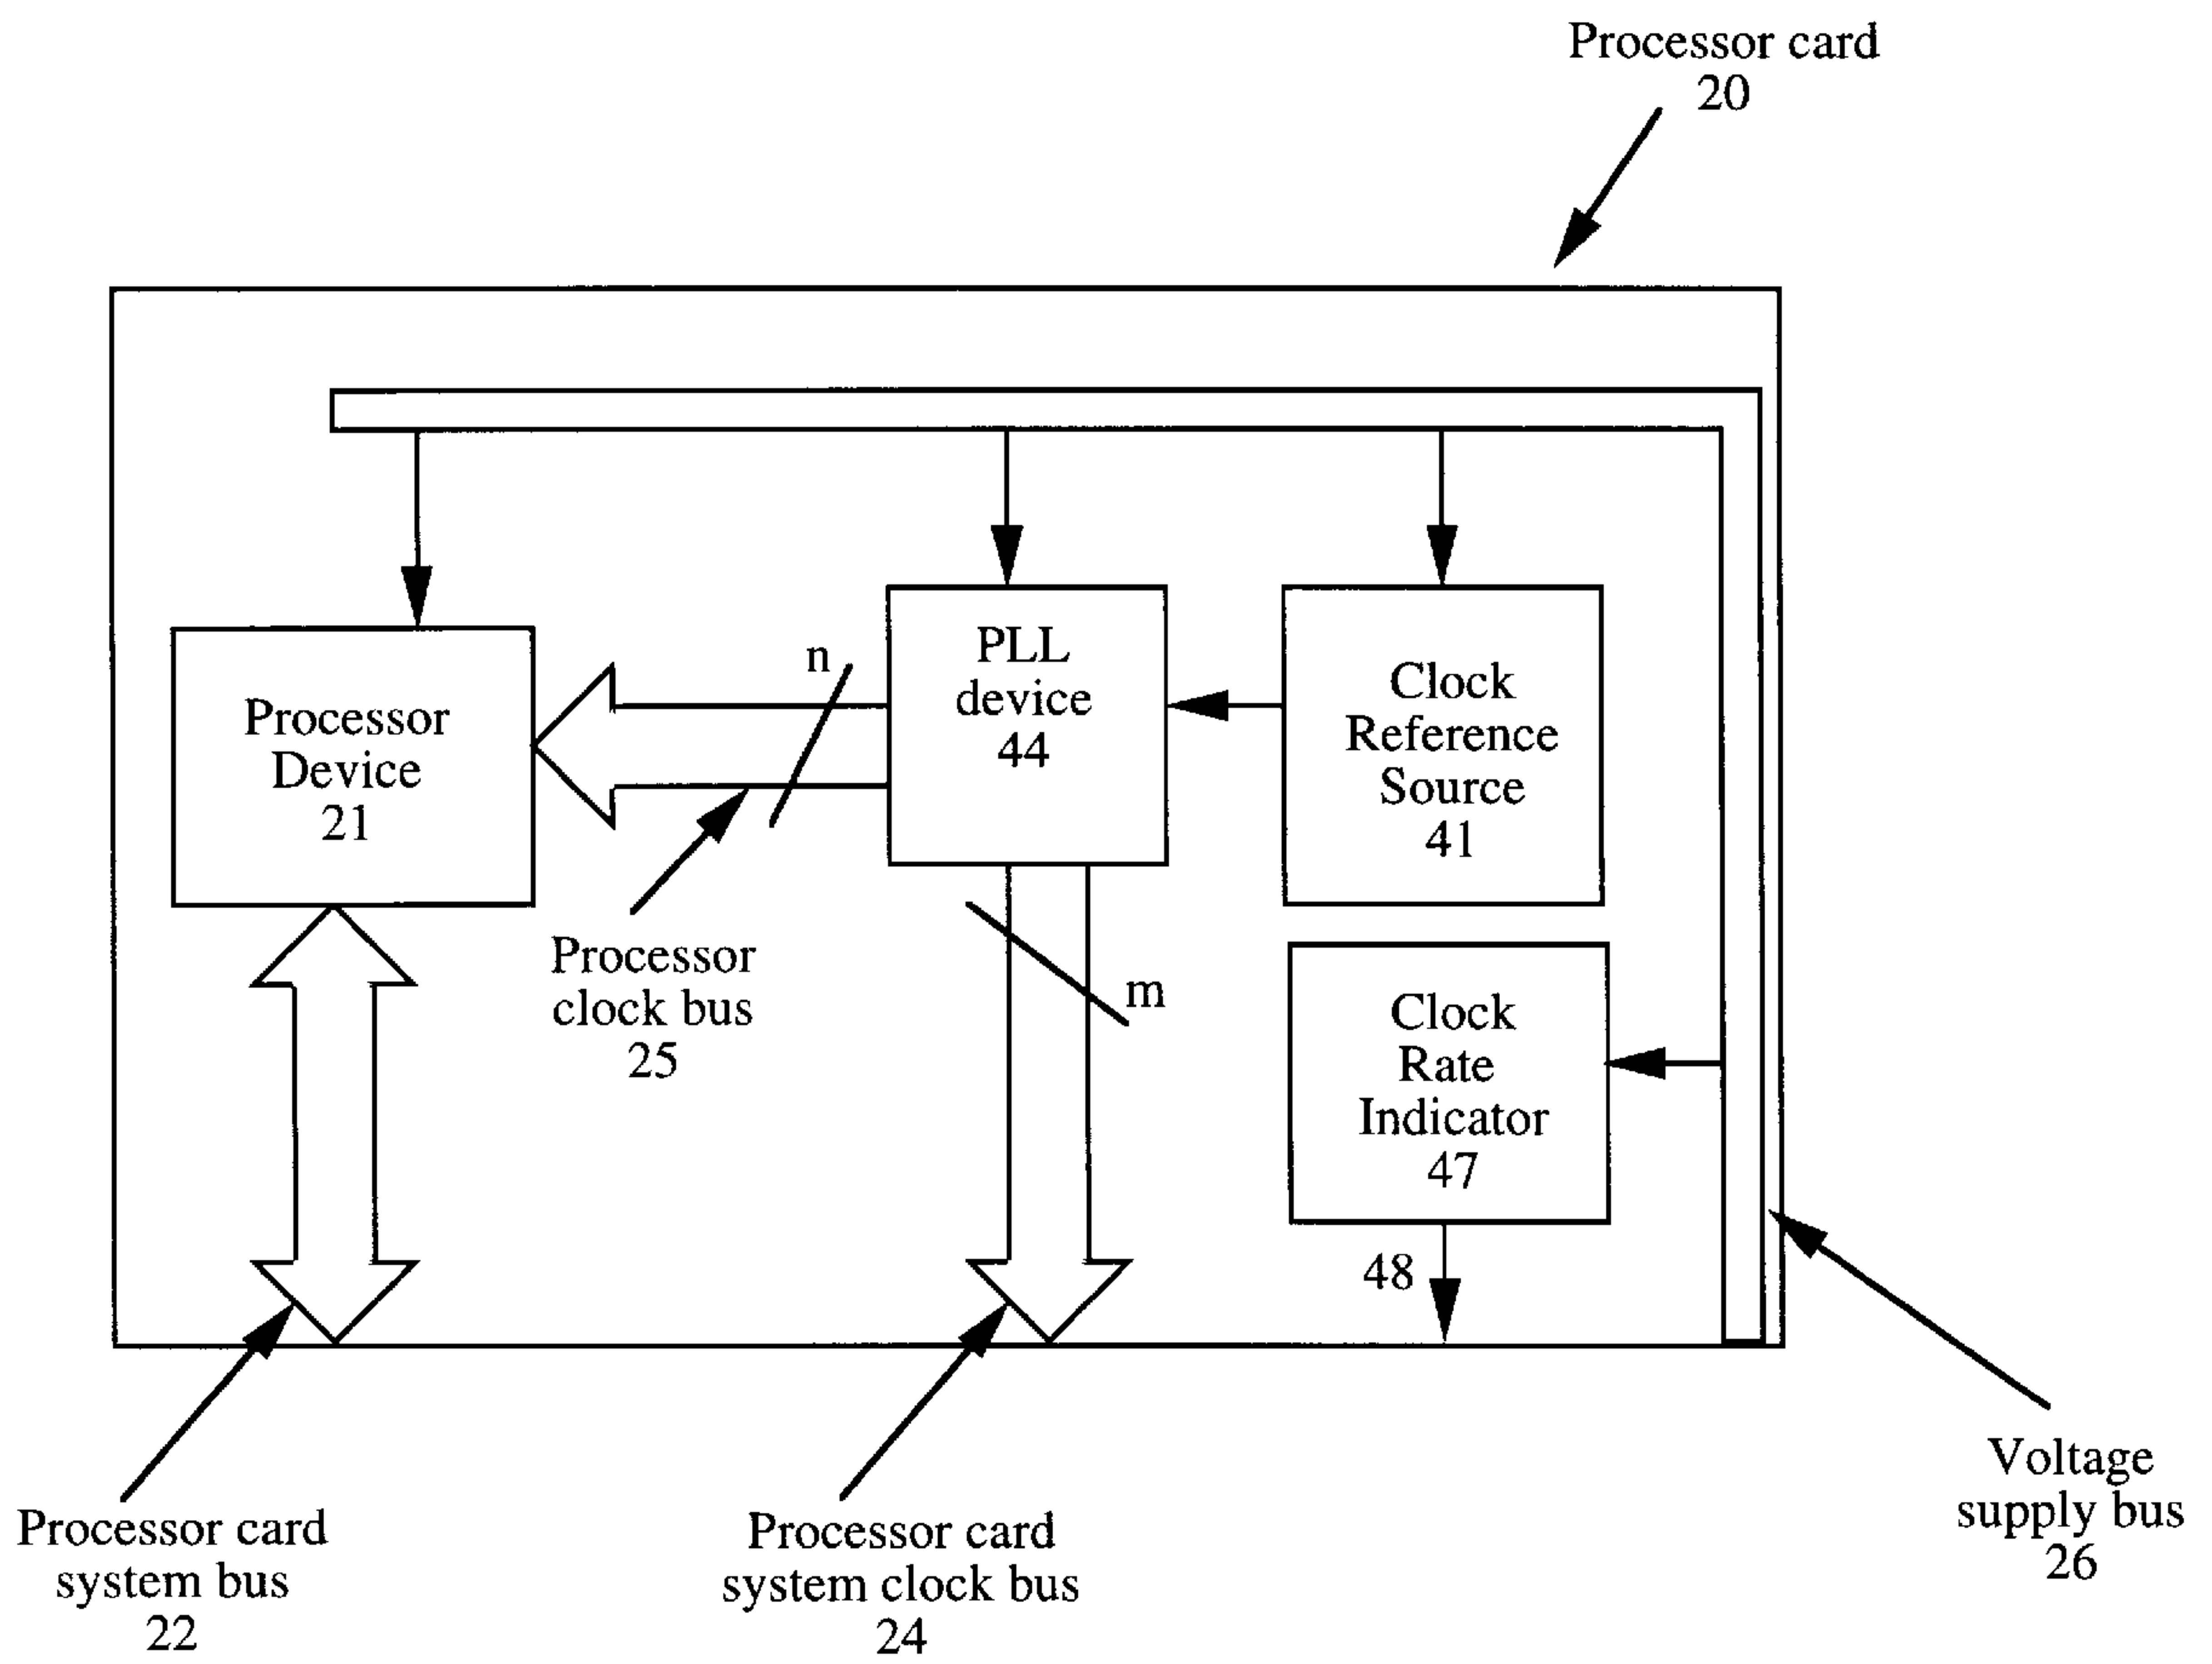 Processor card
20
n
PLL
device
44
Clock
Reference
Source
41
Processor
Device
21
Processor
clock bus
25
m
Clock
Rate
Indicator
47
48
Voltage
supply bus
26
Processor card
system bus
22
Processor card
system clock bus
24